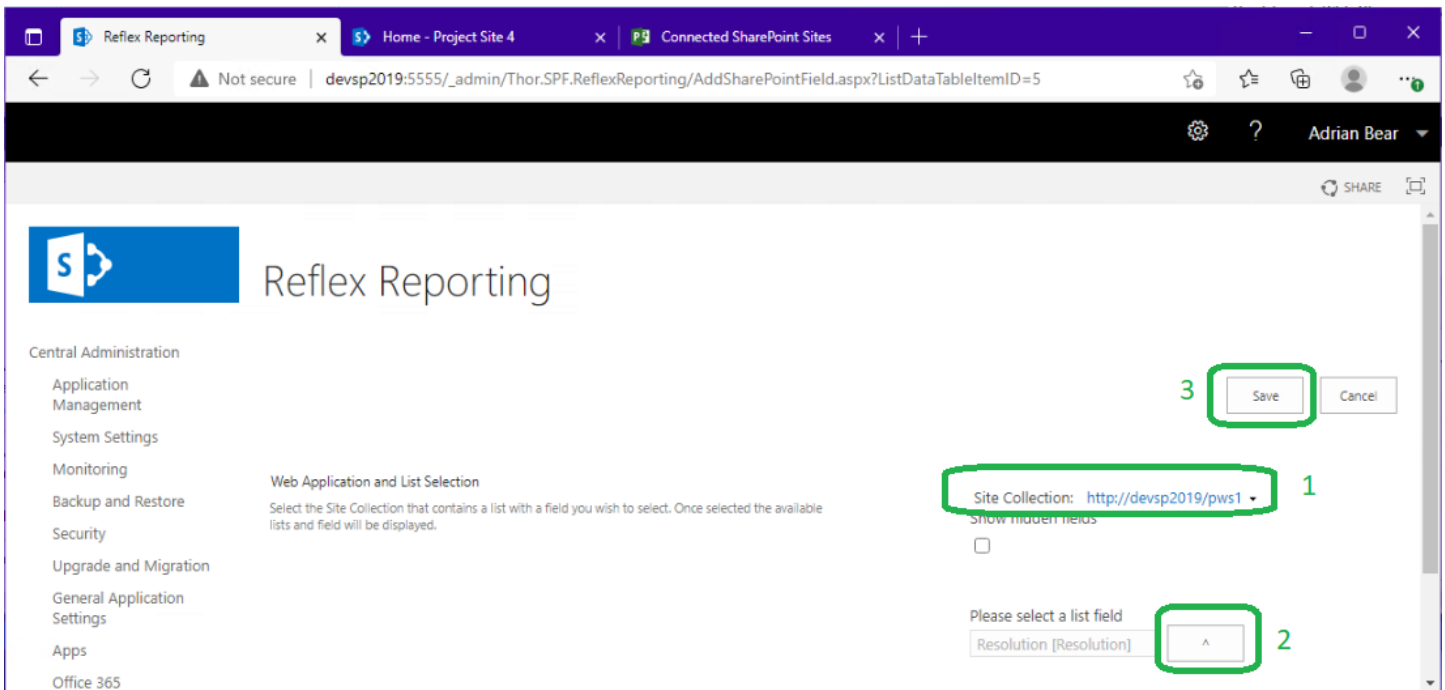 Reflex Reporting
Home - Project Site 4
Connected SharePoint Sites
Not secure | devsp2019:5555/_admin/Thor.SPF.ReflexReporting/AddSharePointField.aspx?ListDataTableItemID=5
? Adrian Bear
SHARE
S
Reflex Reporting
Central Administration
Application
Management
System Settings
Monitoring
Backup and Restore
Security
Upgrade and Migration
General Application
Settings
Apps
Office 365
3 Save Cancel
Web Application and List Selection
Select the Site Collection that contains a list with a field you wish to select. Once selected the available
lists and field will be displayed.
Site Collection: http://devsp2019/pws1 1
Show hidden fields
Please select a list field
Resolution [Resolution] ^ 2